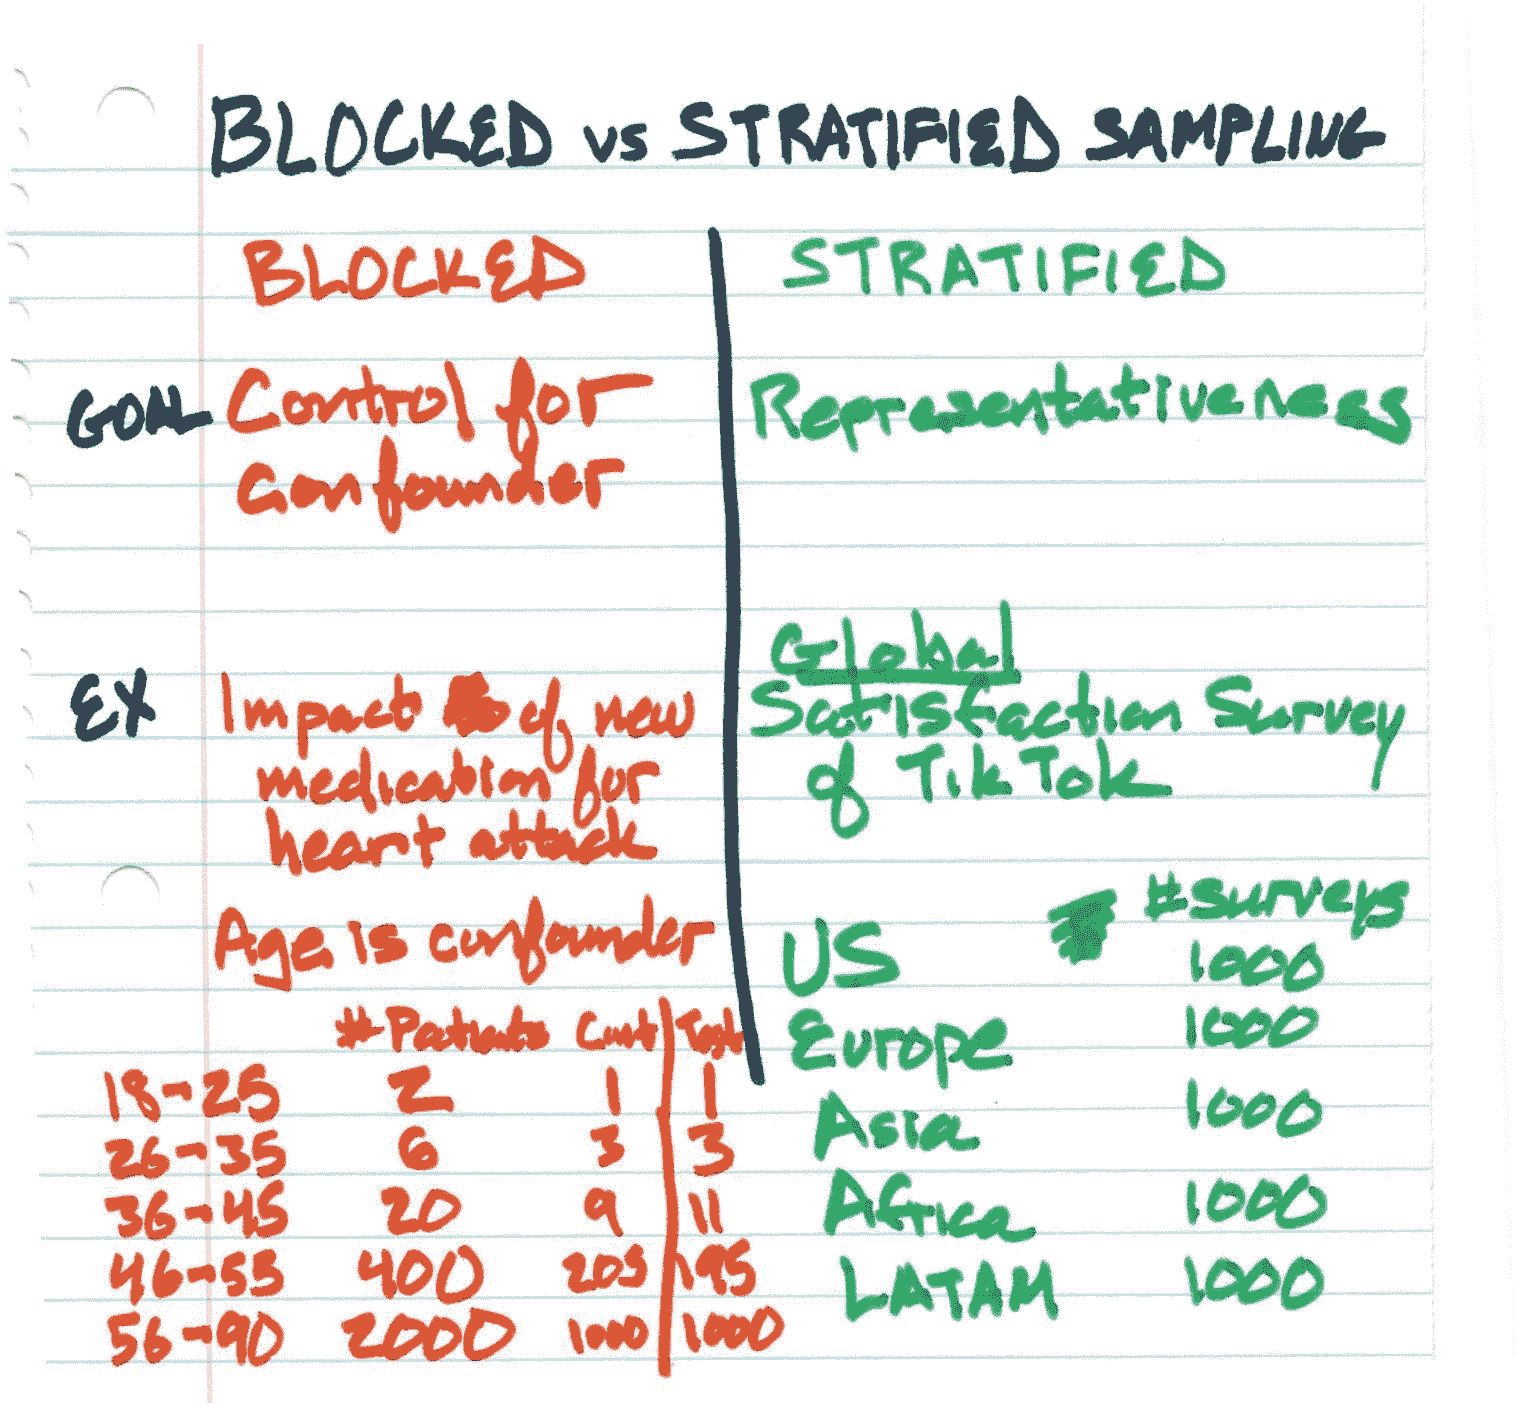 BLOCKED vs STRATIFIED SAMPLING
BLOCKED
STRATIFIED
GOAL
Control for
confounder
Representativeness
EX
Impact of new
medication for
heart attack
Age is confounder
# Patients Cont Test
18-25 2 1 1
26-35 6 3 3
36-45 20 9 11
46-55 400 205 195
56-90 2000 1000 1000
Global
Satisfaction Survey
of TikTok
# surveys
US 1000
Europe 1000
Asia 1000
Africa 1000
LATAM 1000